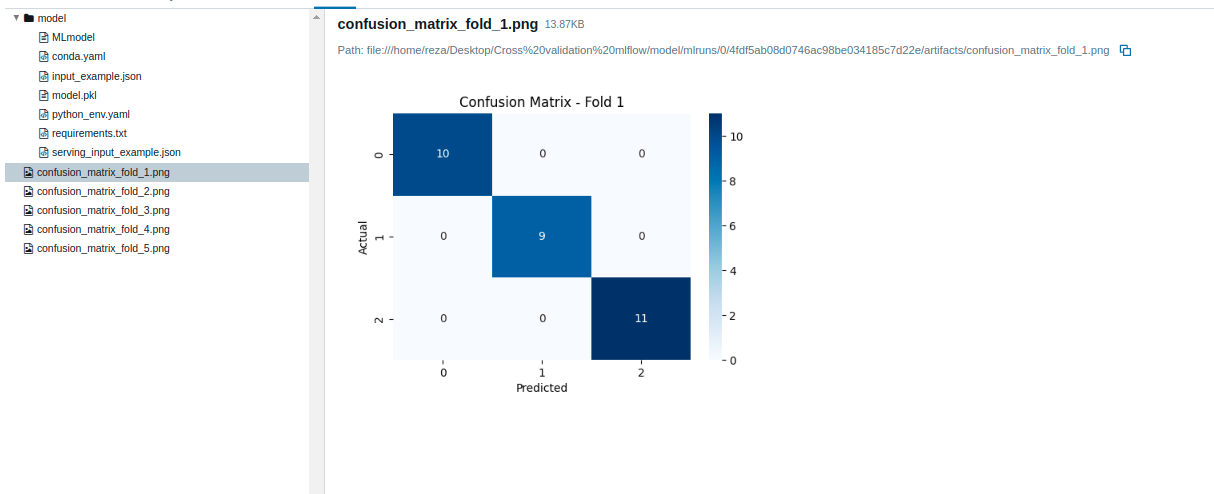 model
MLmodel
conda.yaml
input_example.json
model.pkl
python_env.yaml
requirements.txt
serving_input_example.json
confusion_matrix_fold_1.png
confusion_matrix_fold_2.png
confusion_matrix_fold_3.png
confusion_matrix_fold_4.png
confusion_matrix_fold_5.png
confusion_matrix_fold_1.png 13.87KB
Path: file:///home/reza/Desktop/Cross%20validation%20mlflow/model/mlruns/0/4fdf5ab08d0746ac98be034185c7d22e/artifacts/confusion_matrix_fold_1.png
Confusion Matrix - Fold 1
0 10 0 0
1 0 9 0
2 0 0 11
0 1 2
Actual
Predicted
10
8
6
4
2
0